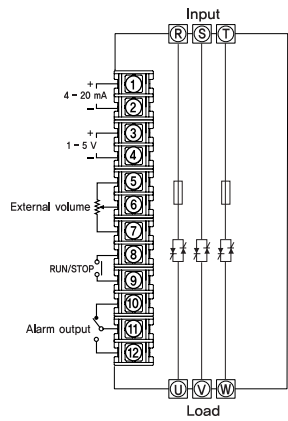 Input
R S T
+
4-20 mA
−
+
1-5 V
−
External volume
RUN/STOP
Alarm output
1
2
3
4
5
6
7
8
9
10
11
12
U V W
Load